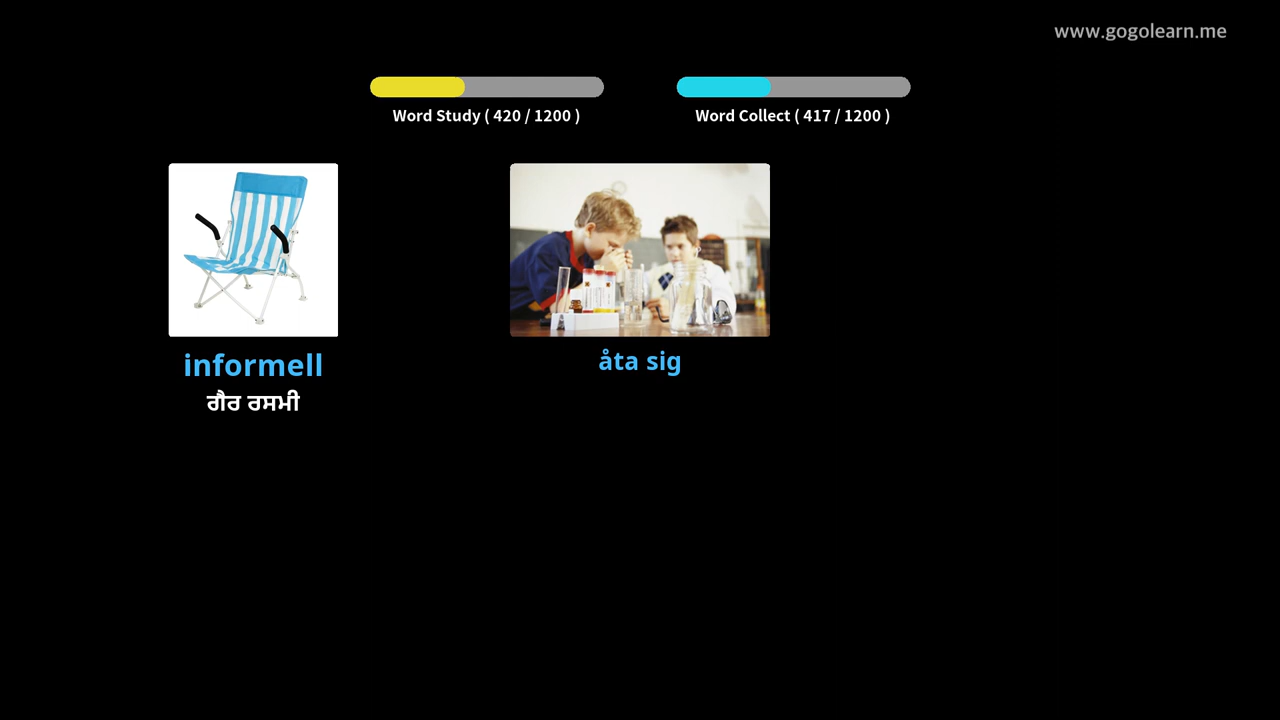 www.gogolearn.me
Word Study ( 420 / 1200 )
Word Collect ( 417 / 1200 )
informell
ਗੈਰ ਰਸਮੀ
åta sig